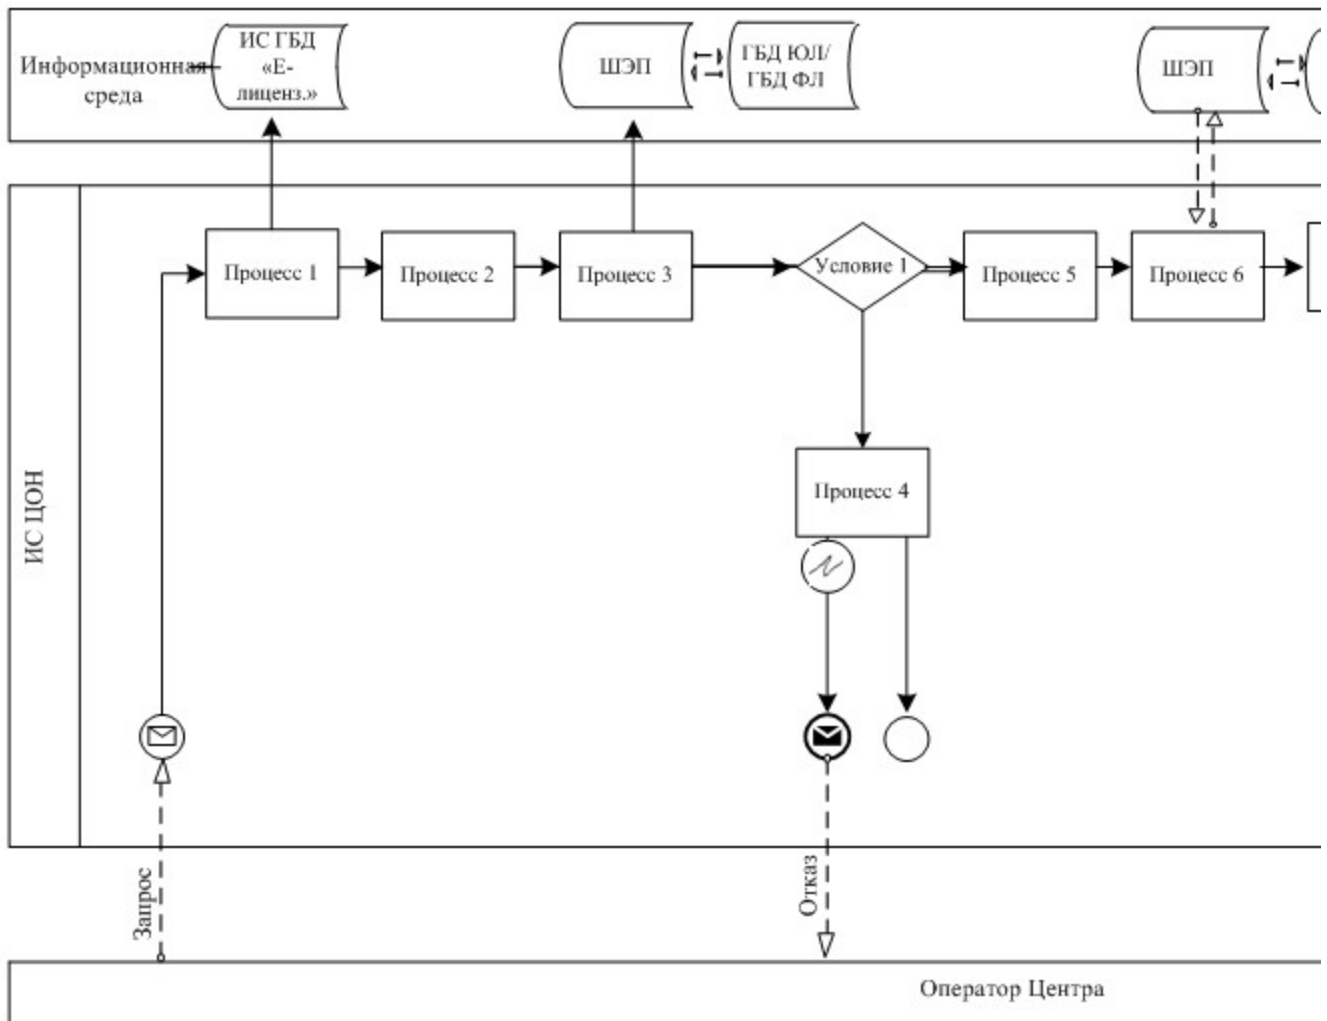 Информационная
среда
ИС ГБД
«Е-
лиценз.»
ШЭП
ГБД ЮЛ/
ГБД ФЛ
ШЭП
Процесс 1
Процесс 2
Процесс 3
Условие 1
Процесс 5
Процесс 6
Процесс 4
ИС ЦОН
Запрос
Отказ
Оператор Центра